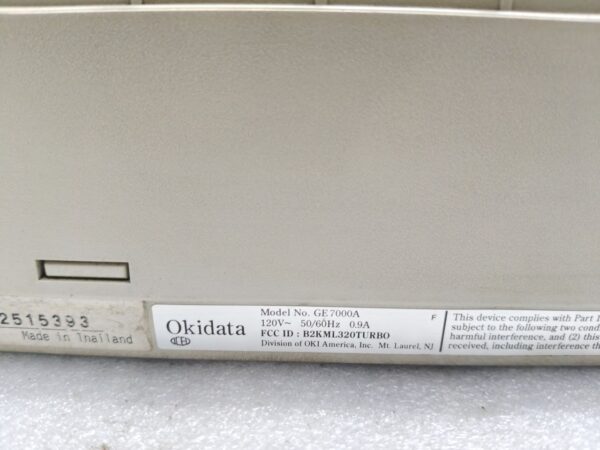 2515393
Made in Thailand
Okidata
Model No. GE7000A
120V~ 50/60Hz 0.9A
FCC ID : B2KML320TURBO
Division of OKI America, Inc. Mt. Laurel, NJ
F
This device complies with Part
subject to the following two cond
harmful interference, and (2) this
received, including interference th